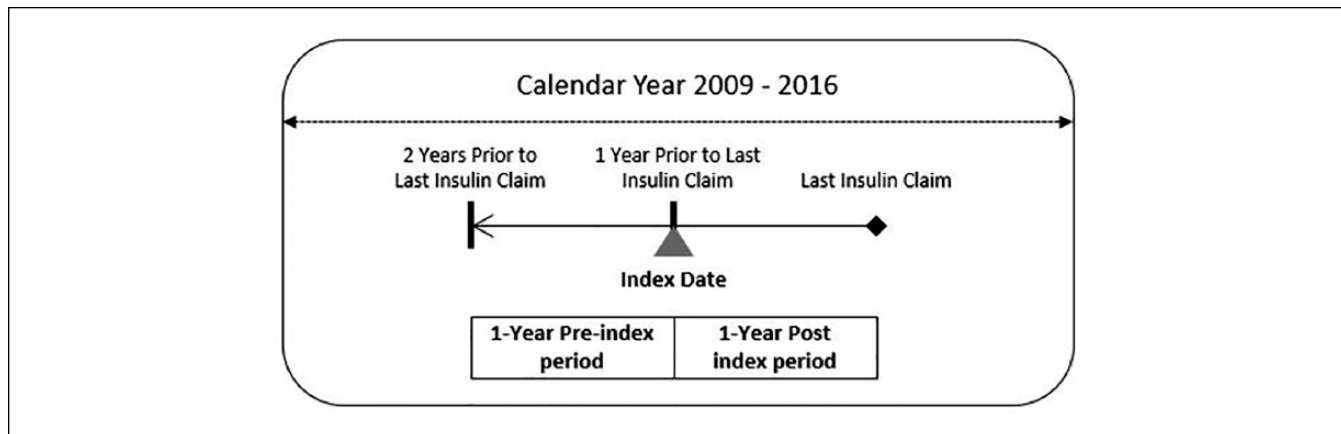 Calendar Year 2009 - 2016
2 Years Prior to
Last Insulin Claim
1 Year Prior to Last
Insulin Claim
Last Insulin Claim
Index Date
1-Year Pre-index
period
1-Year Post
index period